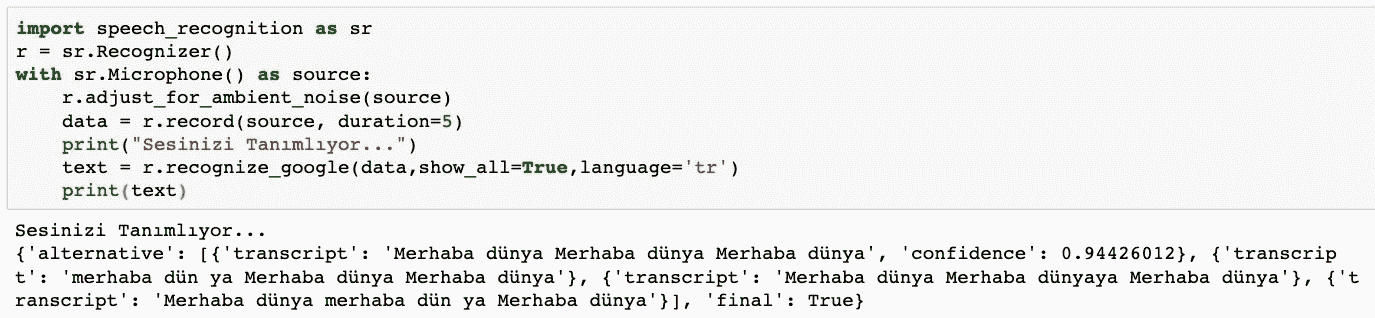 import speech_recognition as sr
r = sr.Recognizer()
with sr.Microphone() as source:
    r.adjust_for_ambient_noise(source)
    data = r.record(source, duration=5)
    print("Sesinizi Tanımlıyor...")
    text = r.recognize_google(data,show_all=True,language='tr')
    print(text)
Sesinizi Tanımlıyor...
{'alternative': [{'transcript': 'Merhaba dünya Merhaba dünya Merhaba dünya', 'confidence': 0.94426012}, {'transcrip
t': 'merhaba dün ya Merhaba dünya Merhaba dünya'}, {'transcript': 'Merhaba dünya Merhaba dünyaya Merhaba dünya'}, {'t
ranscript': 'Merhaba dünya merhaba dün ya Merhaba dünya'}], 'final': True}